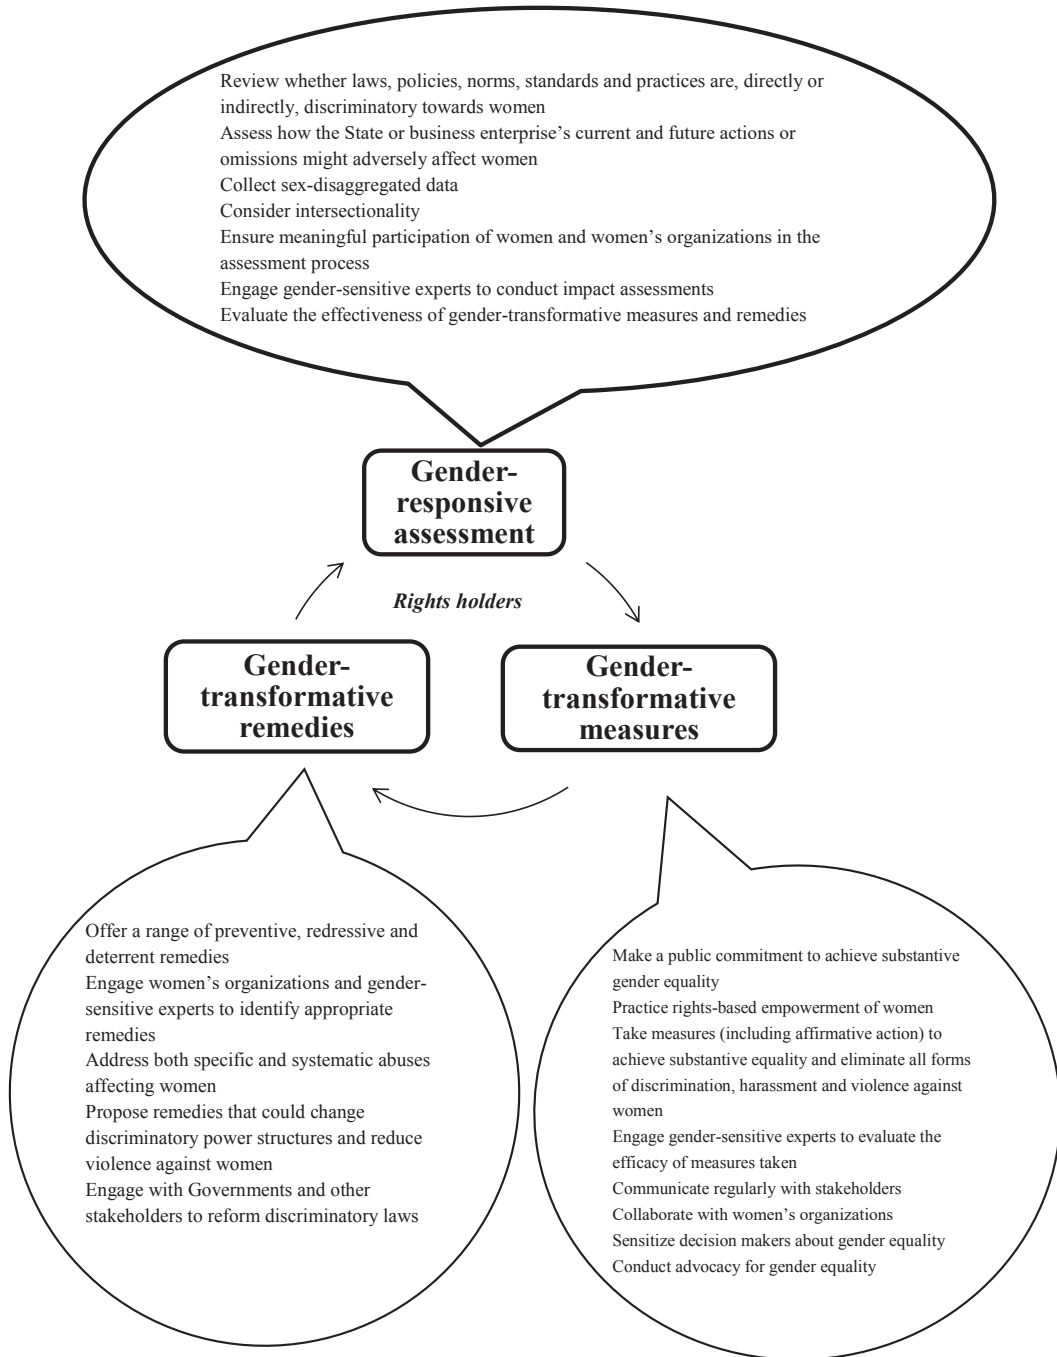 Review whether laws, policies, norms, standards and practices are, directly or
indirectly, discriminatory towards women
Assess how the State or business enterprise’s current and future actions or
omissions might adversely affect women
Collect sex-disaggregated data
Consider intersectionality
Ensure meaningful participation of women and women’s organizations in the
assessment process
Engage gender-sensitive experts to conduct impact assessments
Evaluate the effectiveness of gender-transformative measures and remedies
Gender-
responsive
assessment
Rights holders
Gender-
transformative
remedies
Gender-
transformative
measures
Offer a range of preventive, redressive and
deterrent remedies
Engage women’s organizations and gender-
sensitive experts to identify appropriate
remedies
Address both specific and systematic abuses
affecting women
Propose remedies that could change
discriminatory power structures and reduce
violence against women
Engage with Governments and other
stakeholders to reform discriminatory laws
Make a public commitment to achieve substantive
gender equality
Practice rights-based empowerment of women
Take measures (including affirmative action) to
achieve substantive equality and eliminate all forms
of discrimination, harassment and violence against
women
Engage gender-sensitive experts to evaluate the
efficacy of measures taken
Communicate regularly with stakeholders
Collaborate with women’s organizations
Sensitize decision makers about gender equality
Conduct advocacy for gender equality